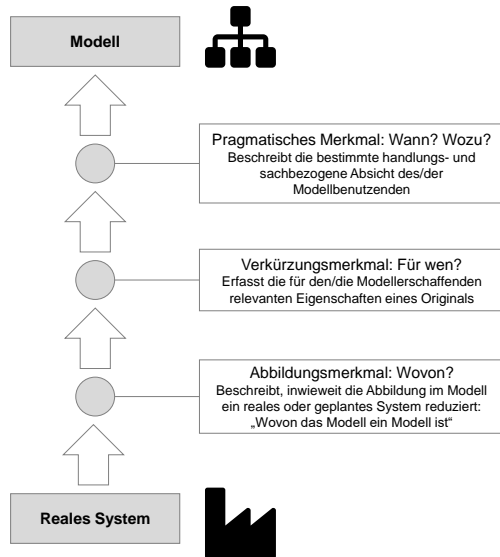 Modell
Pragmatisches Merkmal: Wann? Wozu?
Beschreibt die bestimmte handlungs- und
sachbezogene Absicht des/der
Modellbenutzenden
Verkürzungsmerkmal: Für wen?
Erfasst die für den/die Modellerschaffenden
relevanten Eigenschaften eines Originals
Abbildungsmerkmal: Wovon?
Beschreibt, inwieweit die Abbildung im Modell
ein reales oder geplantes System reduziert:
„Wovon das Modell ein Modell ist“
Reales System